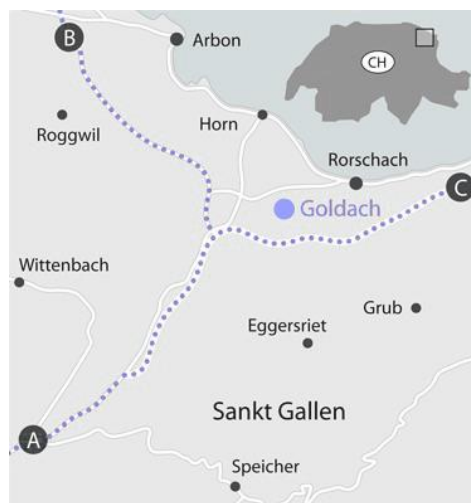 B
Arbon
CH
Roggwil
Horn
Rorschach
C
Goldach
Wittenbach
Grub
Eggersriet
Sankt Gallen
A
Speicher